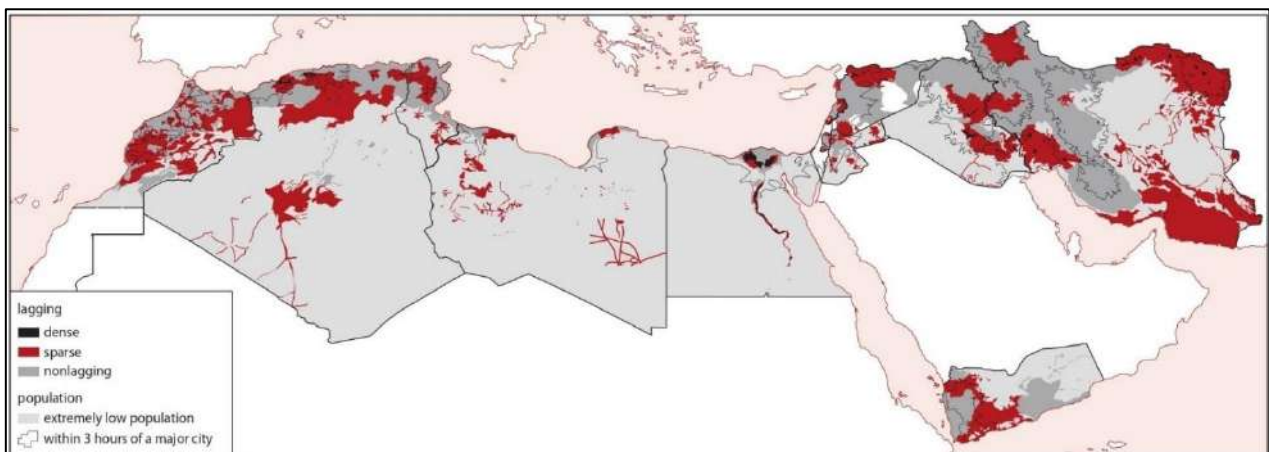 lagging
dense
sparse
nonlagging
population
extremely low population
within 3 hours of a major city